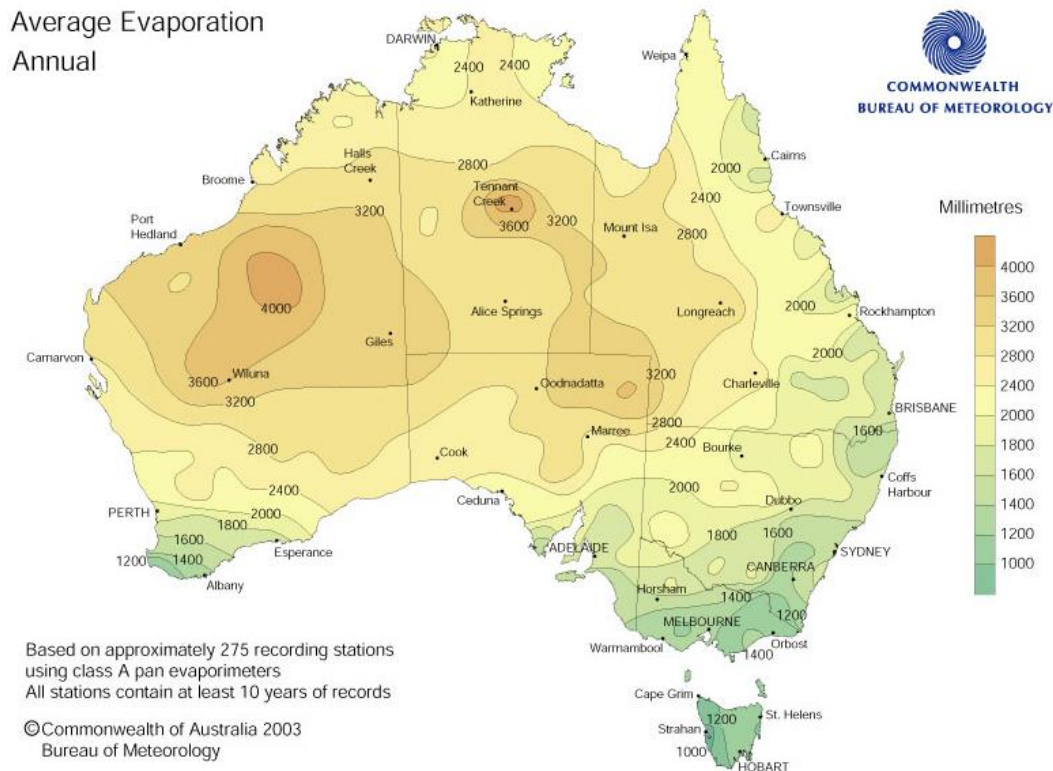 Average Evaporation
Annual
COMMONWEALTH
BUREAU OF METEOROLOGY
DARWIN
Weipa
2400
2400
Katherine
Cairns
2000
2800
Halls
Creek
Broome
Tennant
Creek
2400
Townsville
3200
3600
3200
Mount Isa
2800
Port
Hedland
4000
Alice Springs
Longreach
2000
Rockhampton
Giles
2000
Carnarvon
3600
Wiluna
3200
Oodnadatta
3200
Charleville
BRISBANE
2800
1600
Marree
2400
2800
Cook
Bourke
Coffs
Harbour
2400
Ceduna
2000
Dubbo
PERTH
2000
1800
1600
Esperance
1800
1600
ADELAIDE
SYDNEY
1200
1400
CANBERRA
Albany
Horsham
1400
MELBOURNE
1200
Warrnambool
Orbost
1400
Cape Grim
St. Helens
1200
Strahan
1000
HOBART
Millimetres
4000
3600
3200
2800
2400
2000
1800
1600
1400
1200
1000
Based on approximately 275 recording stations
using class A pan evaporimeters
All stations contain at least 10 years of records
©Commonwealth of Australia 2003
Bureau of Meteorology